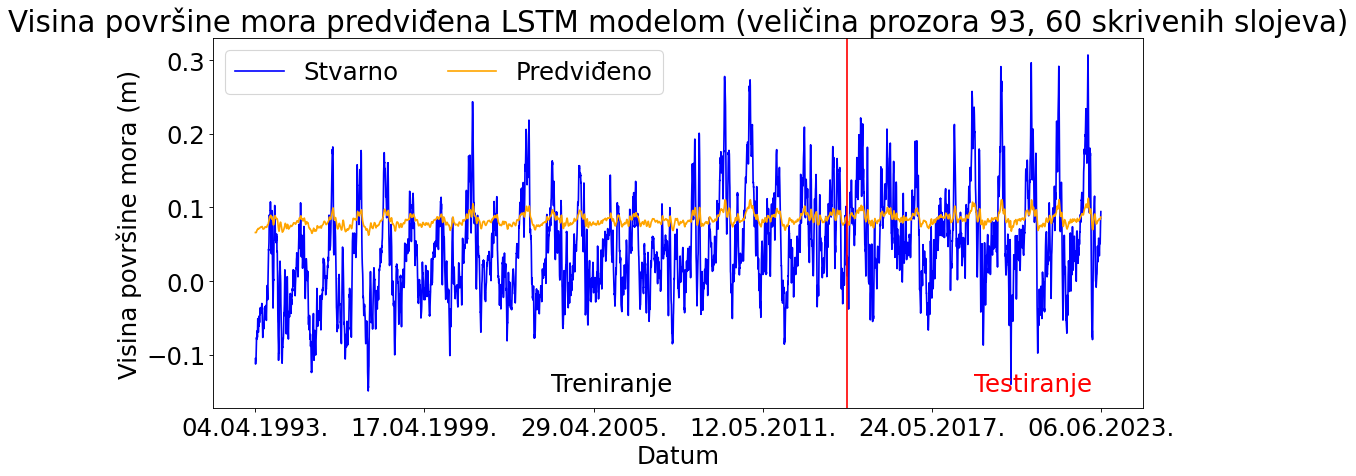 Visina površine mora predviđena LSTM modelom (veličina prozora 93, 60 skrivenih slojeva)
Stvarno Predviđeno
Visina površine mora (m)
0.3
0.2
0.1
0.0
−0.1
Treniranje Testiranje
04.04.1993. 17.04.1999. 29.04.2005. 12.05.2011. 24.05.2017. 06.06.2023.
Datum